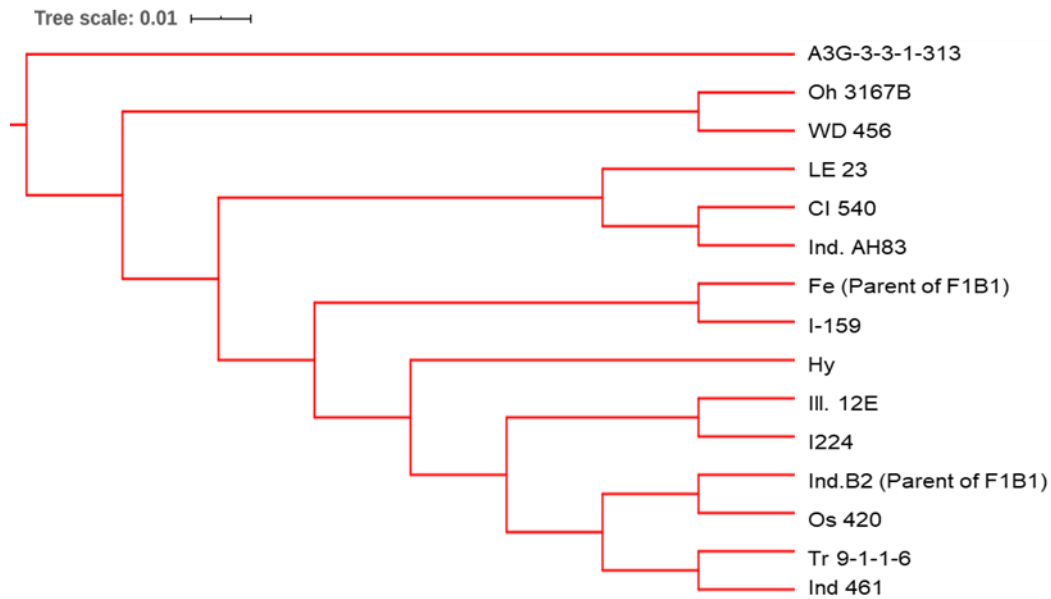 Tree scale: 0.01
A3G-3-3-1-313
Oh 3167B
WD 456
LE 23
CI 540
Ind. AH83
Fe (Parent of F1B1)
I-159
Hy
Ill. 12E
I224
Ind.B2 (Parent of F1B1)
Os 420
Tr 9-1-1-6
Ind 461